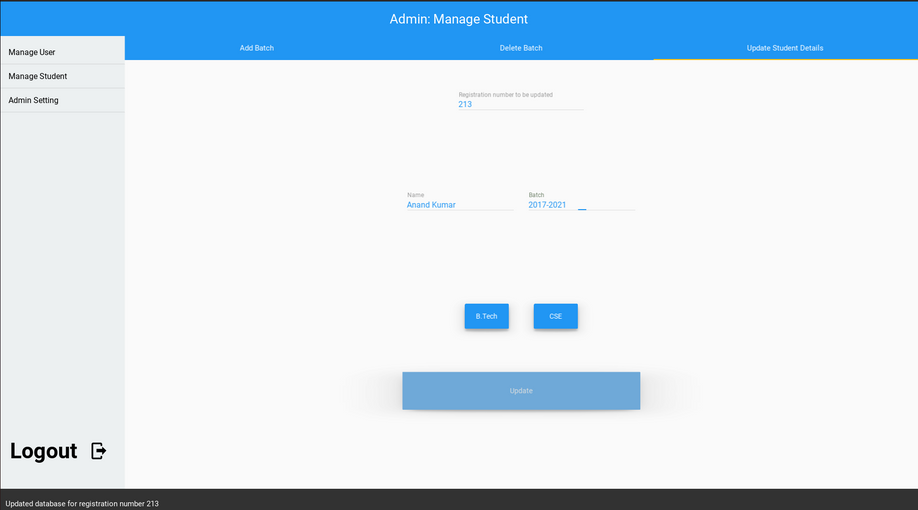 Admin: Manage Student
Manage User
Manage Student
Admin Setting
Add Batch
Delete Batch
Update Student Details
Registration number to be updated
213
Name
Anand Kumar
Batch
2017-2021
B.Tech
CSE
Update
Logout
Updated database for registration number 213